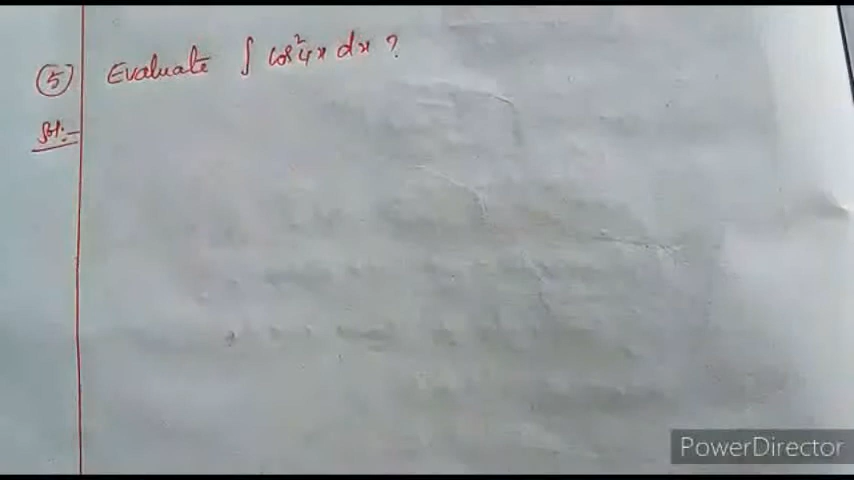 (5) Evaluate ∫ cos²4x dx ?
Sol:-
PowerDirector